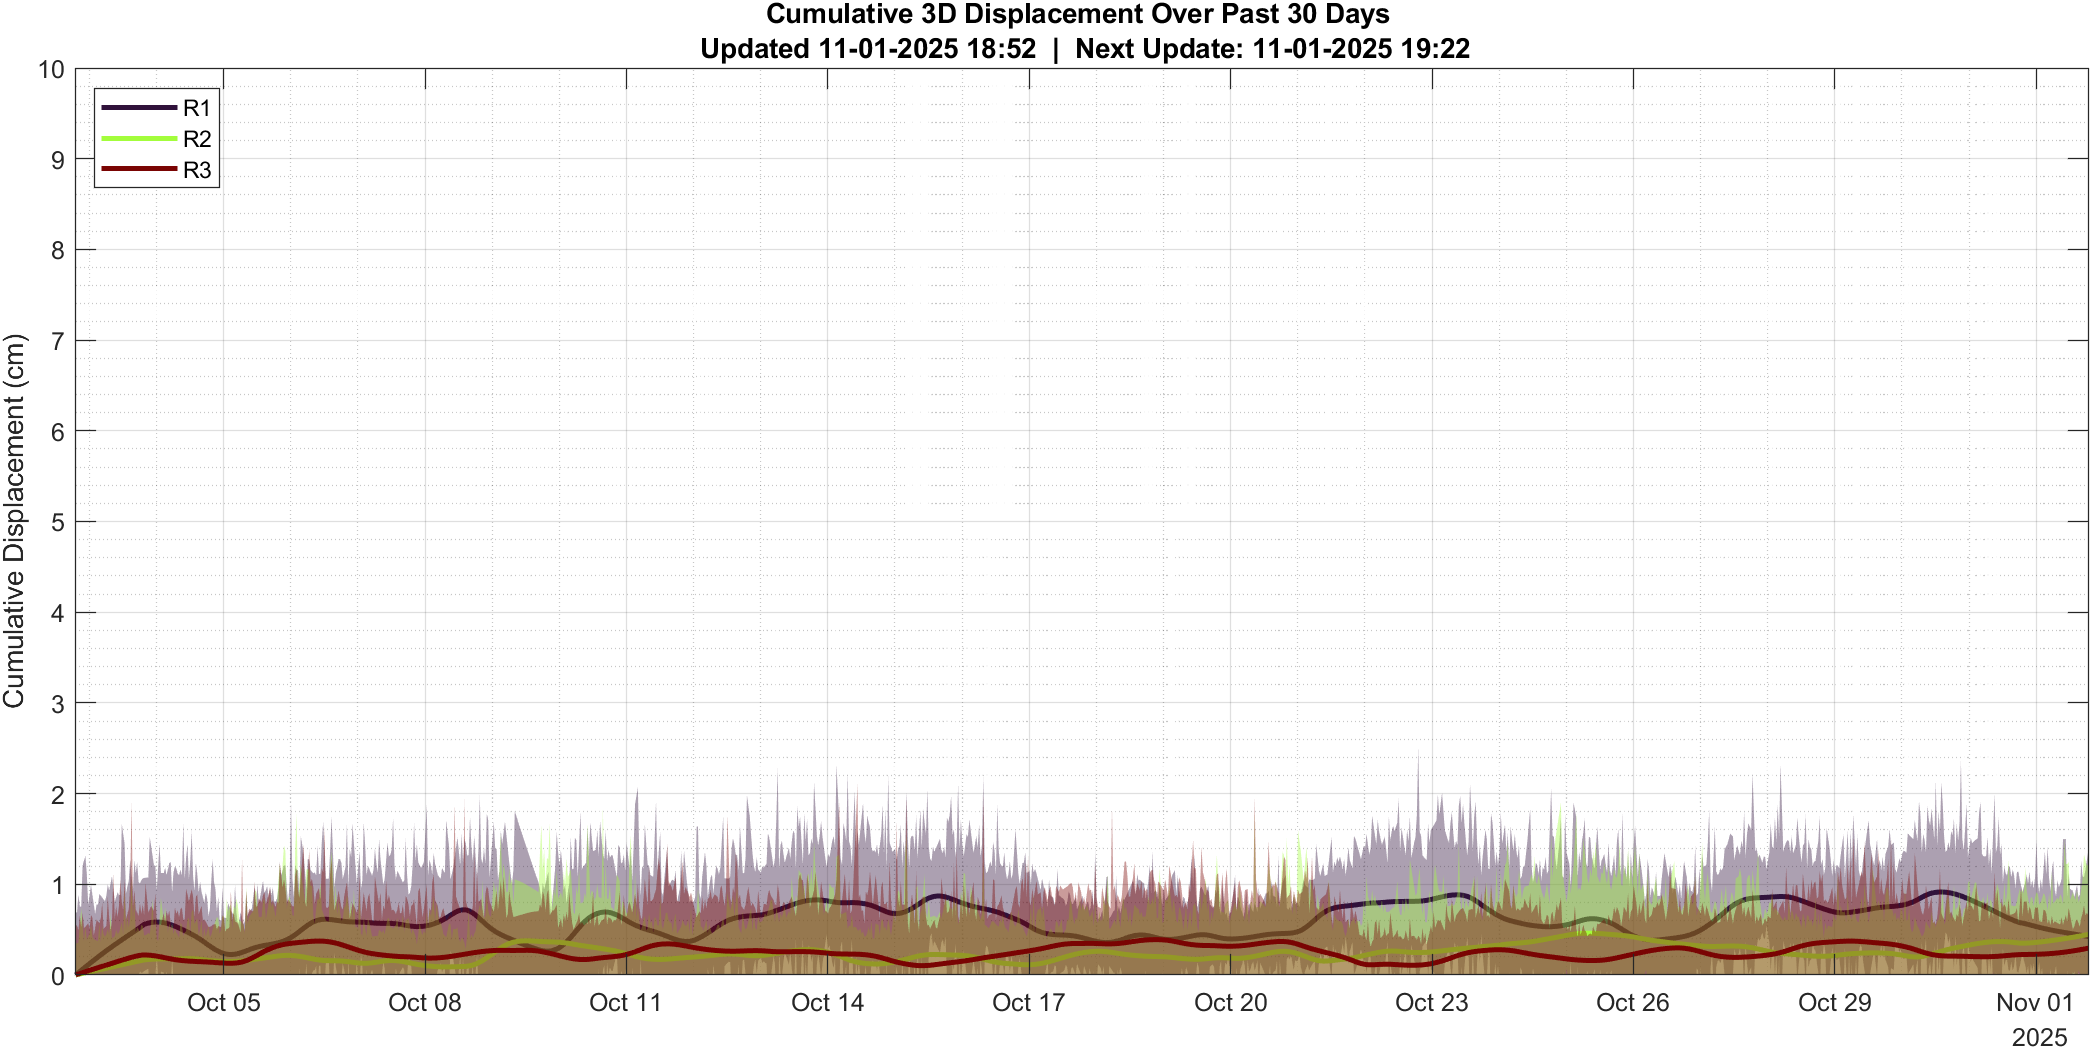 Cumulative 3D Displacement Over Past 30 Days
Updated 11-01-2025 18:52 | Next Update: 11-01-2025 19:22
R1
R2
R3
Cumulative Displacement (cm)
10
9
8
7
6
5
4
3
2
1
0
Oct 05
Oct 08
Oct 11
Oct 14
Oct 17
Oct 20
Oct 23
Oct 26
Oct 29
Nov 01
2025